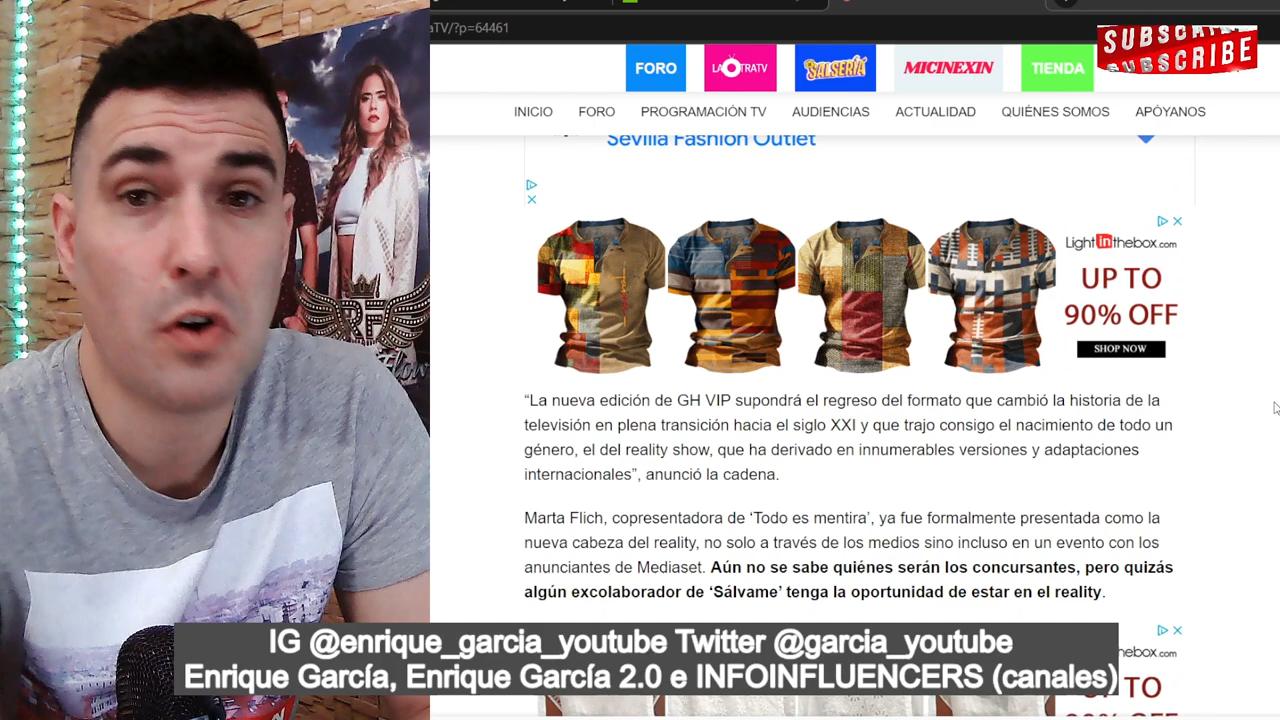 aTV/?p=64461
SUBSCRIBE
SUBSCRIBE
FORO
LAOTRATV
SALSERÍA
MICINEXIN
TIENDA
INICIO FORO PROGRAMACIÓN TV AUDIENCIAS ACTUALIDAD QUIÉNES SOMOS APÓYANOS
Sevilla Fashion Outlet
Lightinthebox.com
UP TO
90% OFF
SHOP NOW
“La nueva edición de GH VIP supondrá el regreso del formato que cambió la historia de la
televisión en plena transición hacia el siglo XXI y que trajo consigo el nacimiento de todo un
género, el del reality show, que ha derivado en innumerables versiones y adaptaciones
internacionales”, anunció la cadena.
Marta Flich, copresentadora de ‘Todo es mentira’, ya fue formalmente presentada como la
nueva cabeza del reality, no solo a través de los medios sino incluso en un evento con los
anunciantes de Mediaset. Aún no se sabe quiénes serán los concursantes, pero quizás
algún excolaborador de ‘Sálvame’ tenga la oportunidad de estar en el reality.
RFC
IG @enrique_garcia_youtube Twitter @garcia_youtube
Enrique García, Enrique García 2.0 e INFOINFLUENCERS (canales)
box.com
TO